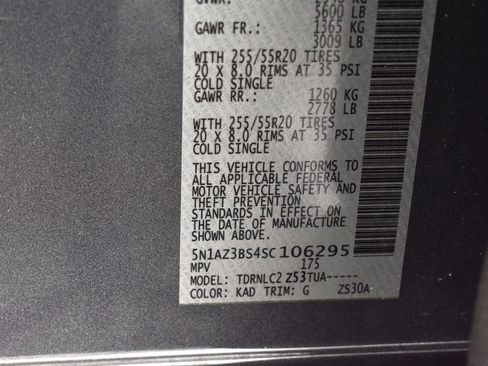 GVWR:
5600 LB
GAWR FR.: 1365 KG
3009 LB
WITH 255/55R20 TIRES
20 X 8.0 RIMS AT 35 PSI
COLD SINGLE
GAWR RR.: 1260 KG
2778 LB
WITH 255/55R20 TIRES
20 X 8.0 RIMS AT 35 PSI
COLD SINGLE
THIS VEHICLE CONFORMS TO
ALL APPLICABLE FEDERAL
MOTOR VEHICLE SAFETY AND
THEFT PREVENTION
STANDARDS IN EFFECT ON
THE DATE OF MANUFACTURE
SHOWN ABOVE.
5N1AZ3BS4SC106295
MPV 175
MODEL: TDRNLC2 Z53TUA-----
COLOR: KAD TRIM: G ZS30A